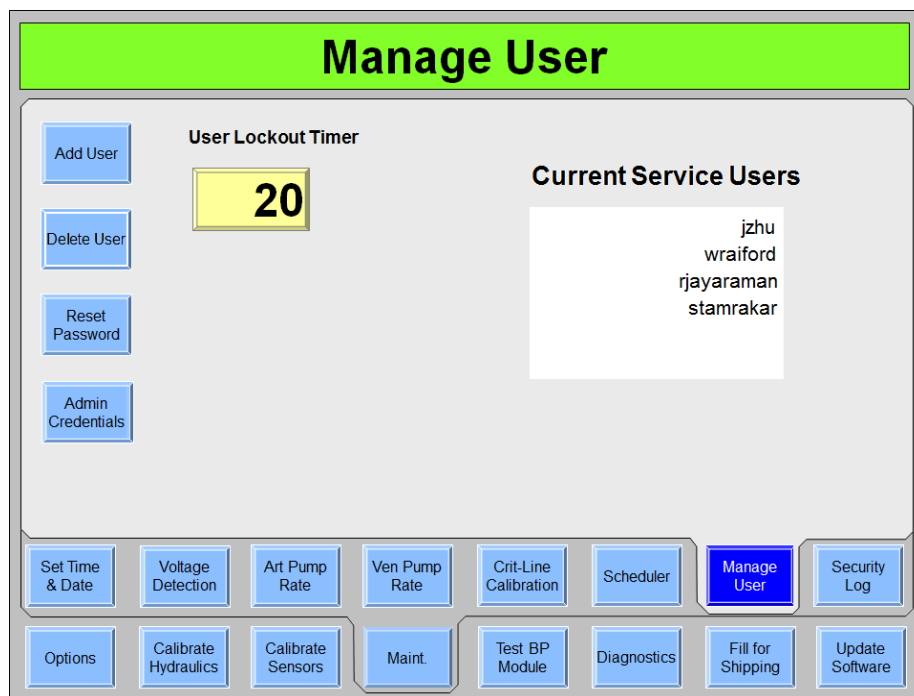 Manage User
Add User
User Lockout Timer
20
Current Service Users
jzhu
wraiford
rjayaraman
stamrakar
Delete User
Reset
Password
Admin
Credentials
Set Time
& Date
Voltage
Detection
Art Pump
Rate
Ven Pump
Rate
Crit-Line
Calibration
Scheduler
Manage
User
Security
Log
Options
Calibrate
Hydraulics
Calibrate
Sensors
Maint.
Test BP
Module
Diagnostics
Fill for
Shipping
Update
Software